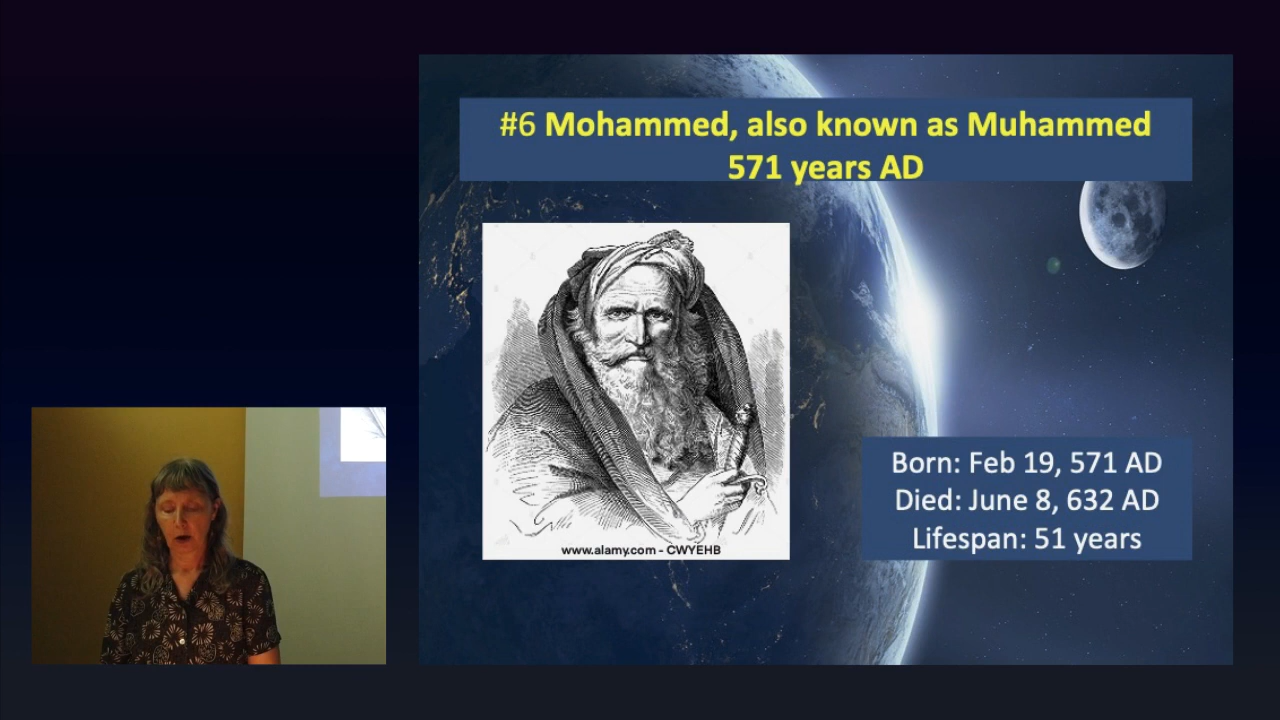 #6 Mohammed, also known as Muhammed
571 years AD
www.alamy.com - CWYEHB
Born: Feb 19, 571 AD
Died: June 8, 632 AD
Lifespan: 51 years